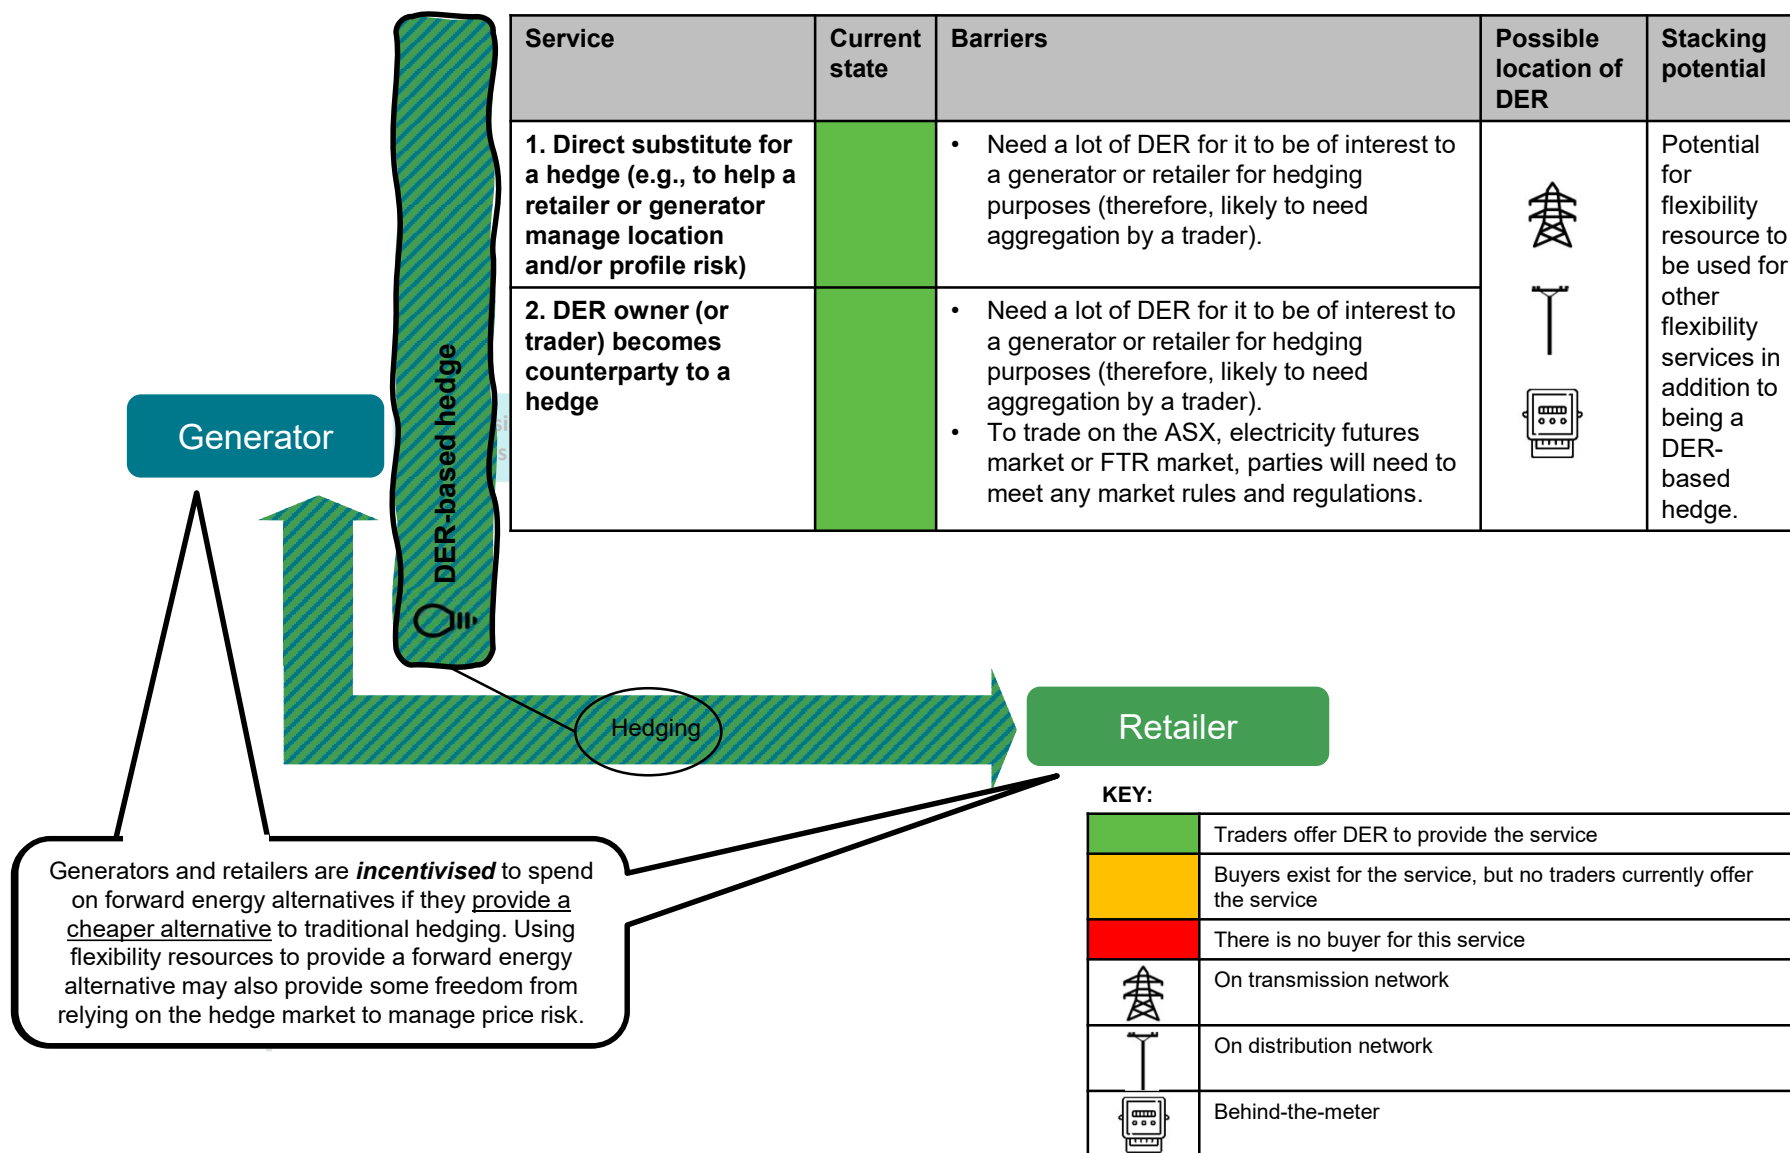 Service
Current
state
Barriers
Possible
location of
DER
Stacking
potential
1. Direct substitute for
a hedge (e.g., to help a
retailer or generator
manage location
and/or profile risk)
• Need a lot of DER for it to be of interest to
a generator or retailer for hedging
purposes (therefore, likely to need
aggregation by a trader).
Potential
for
flexibility
resource to
be used for
other
flexibility
services in
addition to
being a
DER-
based
hedge.
2. DER owner (or
trader) becomes
counterparty to a
hedge
• Need a lot of DER for it to be of interest to
a generator or retailer for hedging
purposes (therefore, likely to need
aggregation by a trader).
• To trade on the ASX, electricity futures
market or FTR market, parties will need to
meet any market rules and regulations.
DER-based hedge
Generator
Hedging
Retailer
Generators and retailers are incentivised to spend
on forward energy alternatives if they provide a
cheaper alternative to traditional hedging. Using
flexibility resources to provide a forward energy
alternative may also provide some freedom from
relying on the hedge market to manage price risk.
KEY:
Traders offer DER to provide the service
Buyers exist for the service, but no traders currently offer
the service
There is no buyer for this service
On transmission network
On distribution network
Behind-the-meter